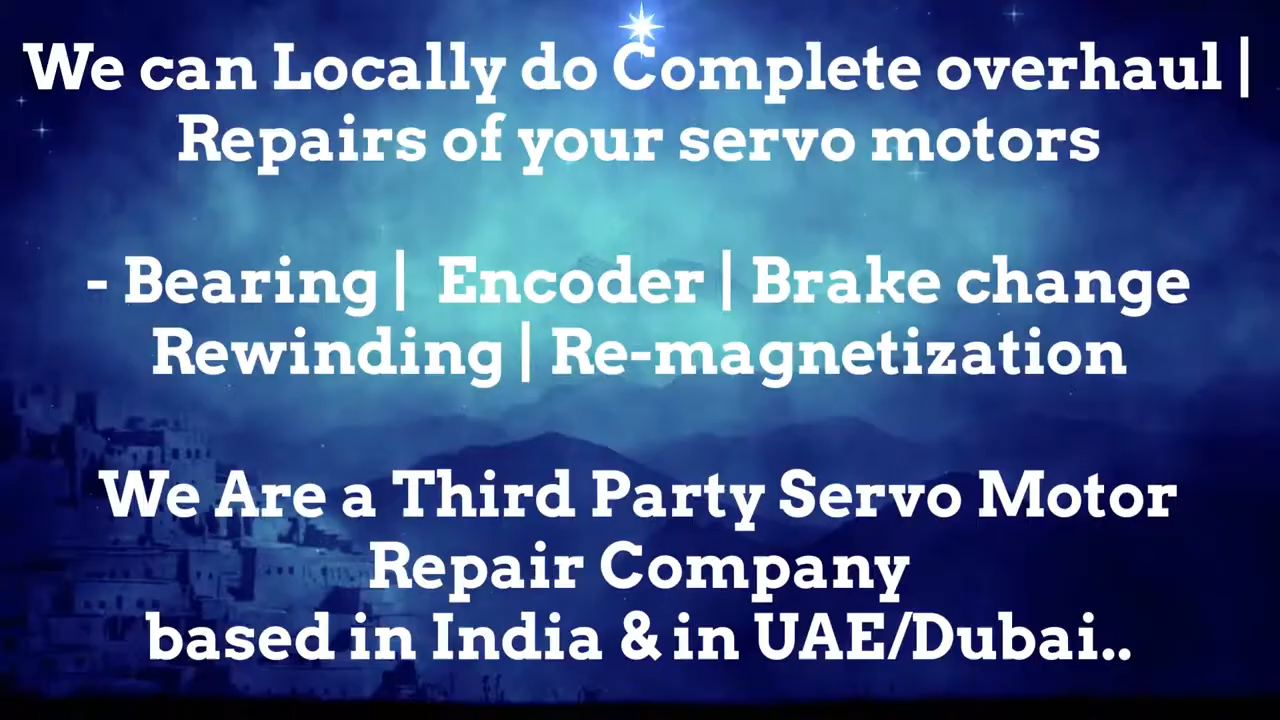 We can Locally do Complete overhaul |
Repairs of your servo motors
- Bearing | Encoder | Brake change
Rewinding | Re-magnetization
We Are a Third Party Servo Motor
Repair Company
based in India & in UAE/Dubai..